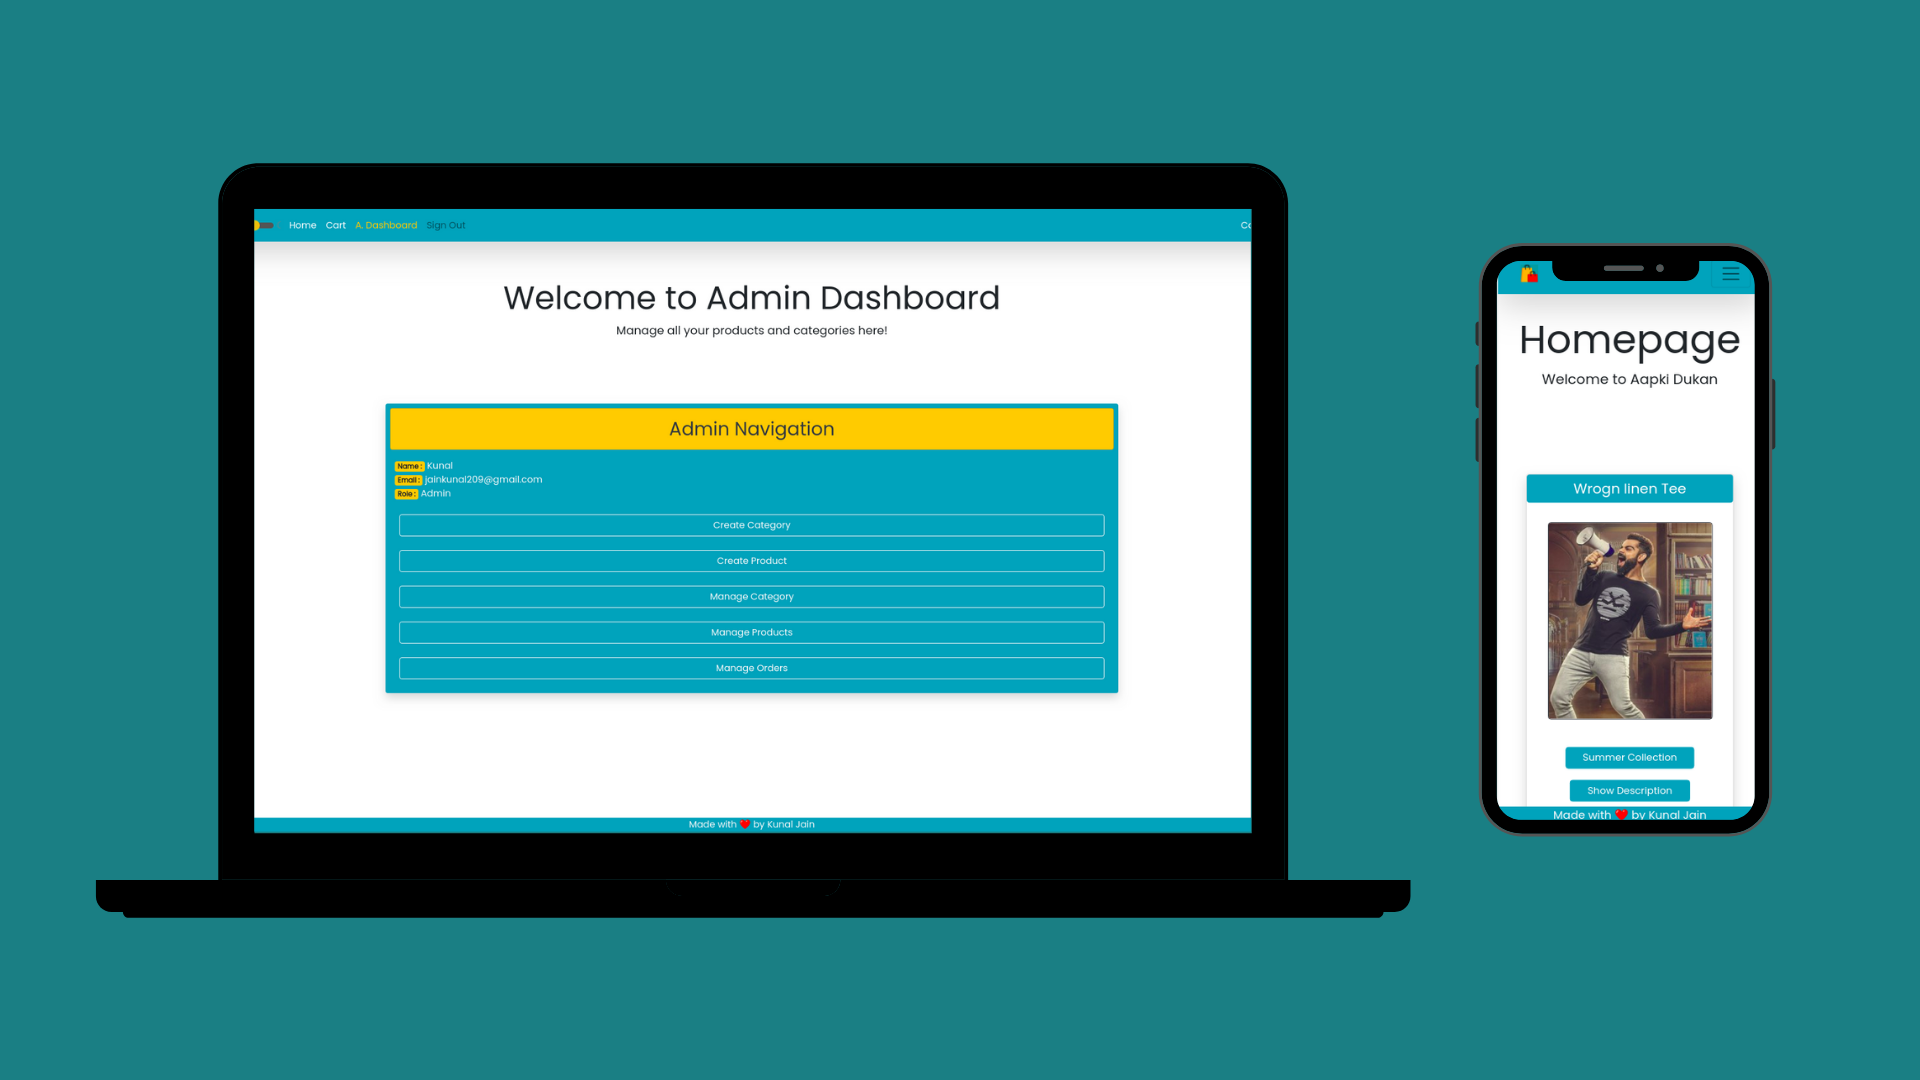 Home Cart A. Dashboard Sign Out
Welcome to Admin Dashboard
Manage all your products and categories here!
Admin Navigation
Name : Kunal
Email : jainkunal209@gmail.com
Role : Admin
Create Category
Create Product
Manage Category
Manage Products
Manage Orders
Made with ❤️ by Kunal Jain
Homepage
Welcome to Aapki Dukan
Wrogn linen Tee
Summer Collection
Show Description
Made with ❤️ by Kunal Jain